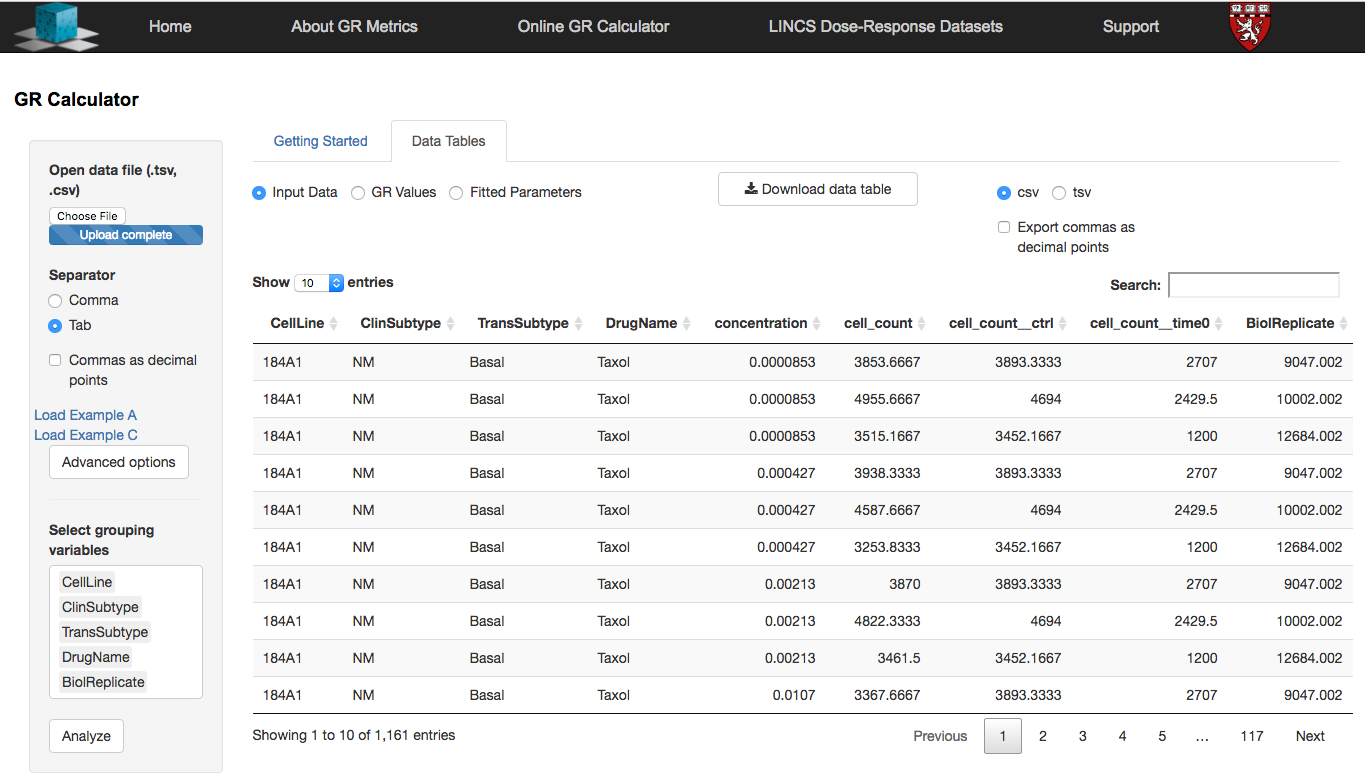 Home About GR Metrics Online GR Calculator LINCS Dose-Response Datasets Support
GR Calculator
Open data file (.tsv,
.csv)
Choose File
Upload complete
Separator
Comma
Tab
Commas as decimal
points
Load Example A
Load Example C
Advanced options
Select grouping
variables
CellLine
ClinSubtype
TransSubtype
DrugName
BiolReplicate
Analyze
Getting Started Data Tables
Input Data GR Values Fitted Parameters Download data table csv tsv
Export commas as
decimal points
Show 10 entries Search:
CellLine ClinSubtype TransSubtype DrugName concentration cell_count cell_count__ctrl cell_count__time0 BiolReplicate
184A1 NM Basal Taxol 0.0000853 3853.6667 3893.3333 2707 9047.002
184A1 NM Basal Taxol 0.0000853 4955.6667 4694 2429.5 10002.002
184A1 NM Basal Taxol 0.0000853 3515.1667 3452.1667 1200 12684.002
184A1 NM Basal Taxol 0.000427 3938.3333 3893.3333 2707 9047.002
184A1 NM Basal Taxol 0.000427 4587.6667 4694 2429.5 10002.002
184A1 NM Basal Taxol 0.000427 3253.8333 3452.1667 1200 12684.002
184A1 NM Basal Taxol 0.00213 3870 3893.3333 2707 9047.002
184A1 NM Basal Taxol 0.00213 4822.3333 4694 2429.5 10002.002
184A1 NM Basal Taxol 0.00213 3461.5 3452.1667 1200 12684.002
184A1 NM Basal Taxol 0.0107 3367.6667 3893.3333 2707 9047.002
Showing 1 to 10 of 1,161 entries Previous 1 2 3 4 5 ... 117 Next